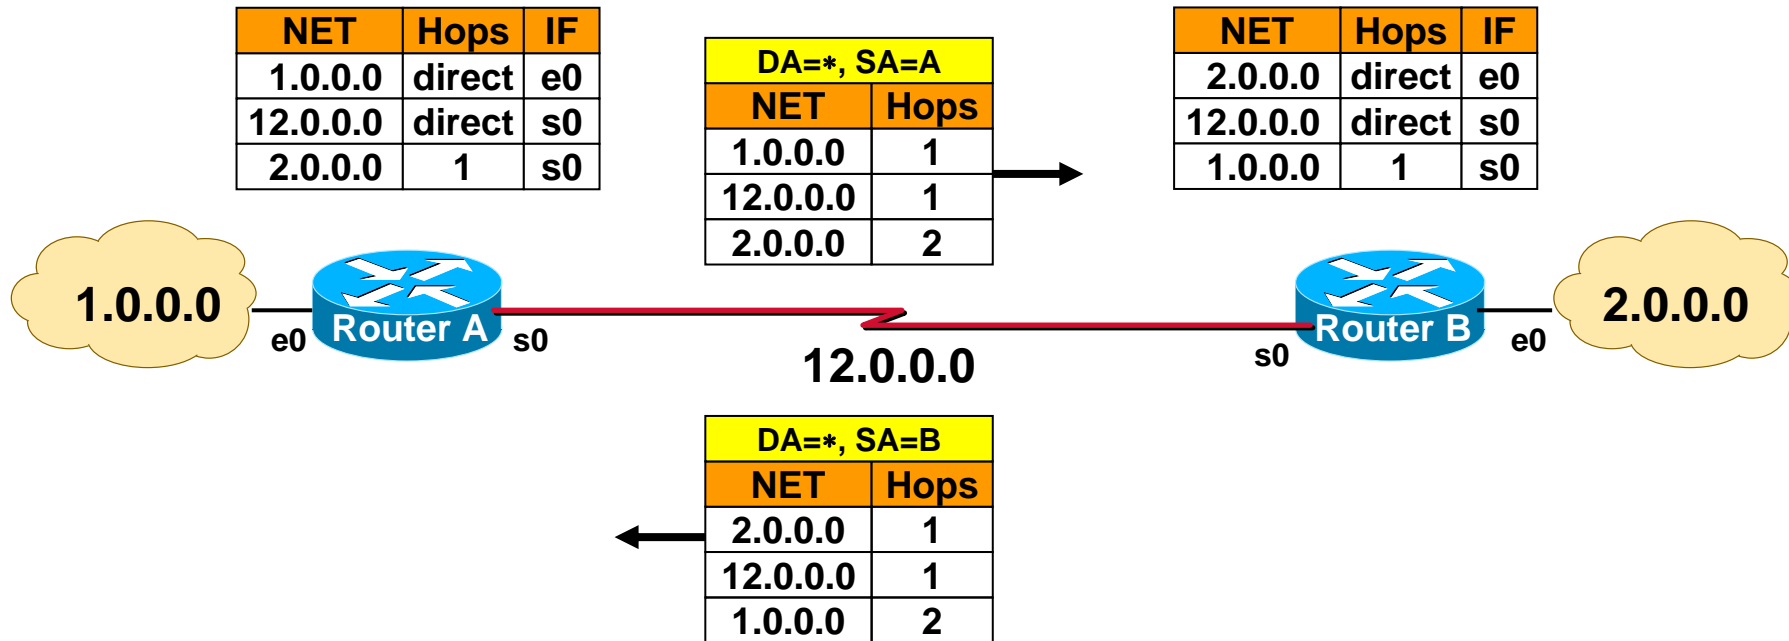 NET Hops IF
1.0.0.0 direct e0
12.0.0.0 direct s0
2.0.0.0 1 s0
DA=*, SA=A
NET Hops
1.0.0.0 1
12.0.0.0 1
2.0.0.0 2
NET Hops IF
2.0.0.0 direct e0
12.0.0.0 direct s0
1.0.0.0 1 s0
1.0.0.0
e0
Router A
s0
12.0.0.0
s0
Router B
e0
2.0.0.0
DA=*, SA=B
NET Hops
2.0.0.0 1
12.0.0.0 1
1.0.0.0 2